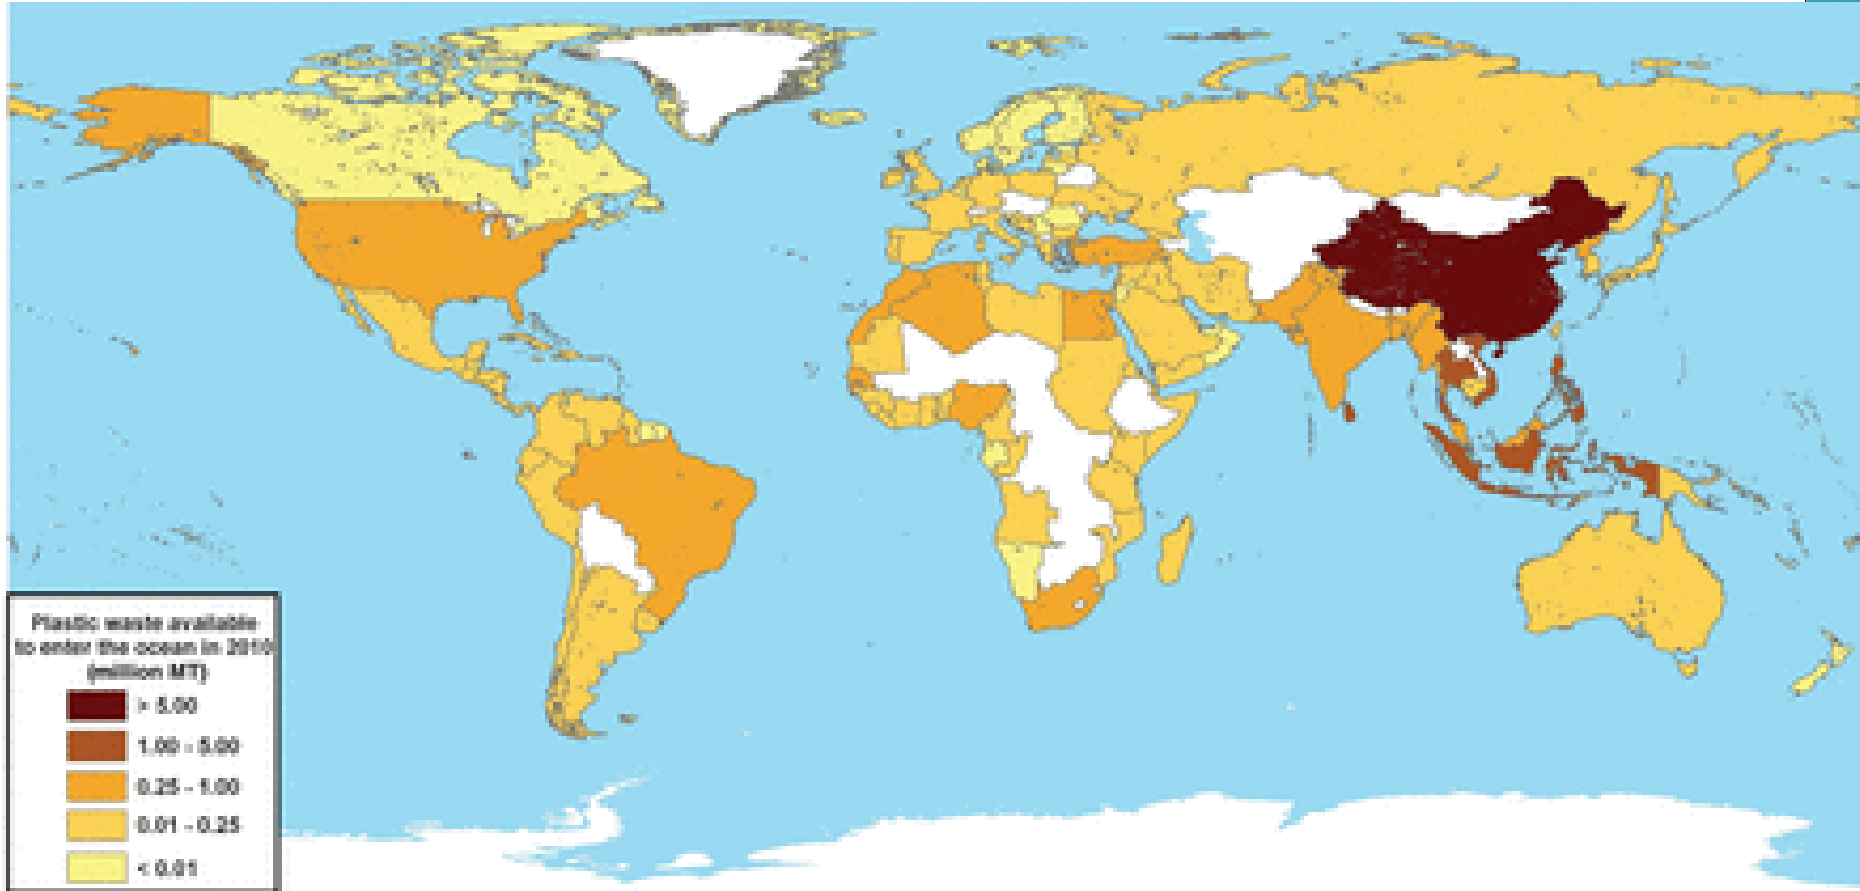 Plastic waste available
to enter the ocean in 2010
(million MT)
> 5.00
1.00 - 5.00
0.25 - 1.00
0.01 - 0.25
< 0.01